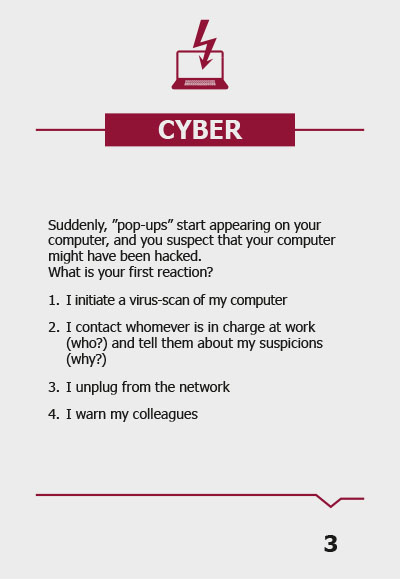 CYBER
Suddenly, ”pop-ups” start appearing on your
computer, and you suspect that your computer
might have been hacked.
What is your first reaction?
1. I initiate a virus-scan of my computer
2. I contact whomever is in charge at work
(who?) and tell them about my suspicions
(why?)
3. I unplug from the network
4. I warn my colleagues
3